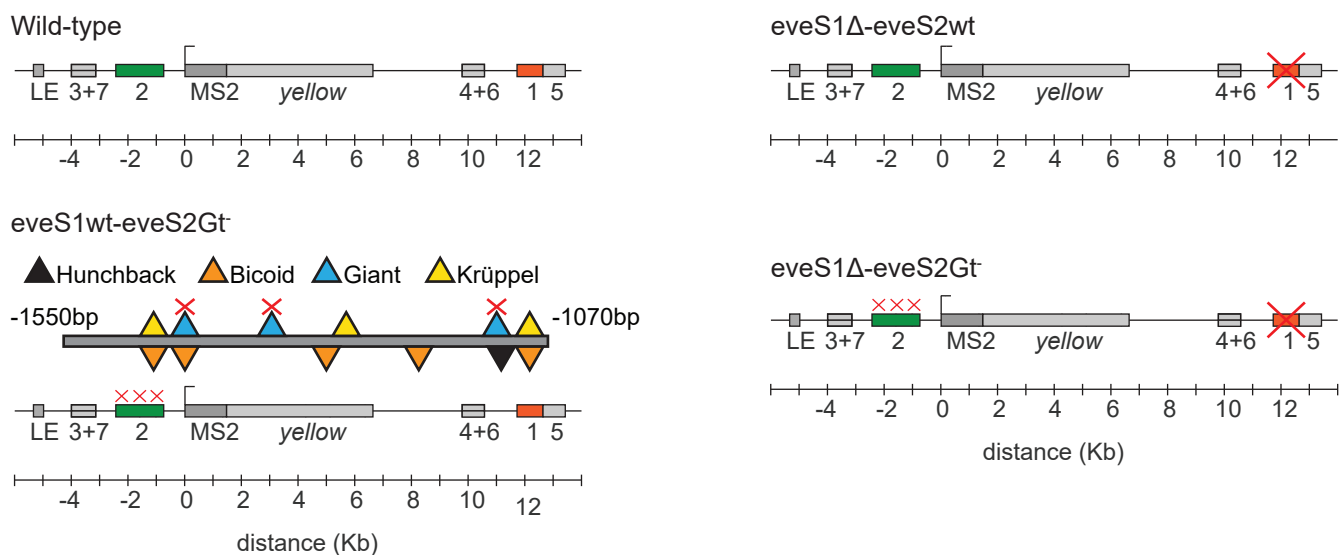 Wild-type
LE 3+7 2 MS2 yellow 4+6 1 5
-4 -2 0 2 4 6 8 10 12
eveS1wt-eveS2Gt⁻
Hunchback Bicoid Giant Krüppel
-1550bp -1070bp
LE 3+7 2 MS2 yellow 4+6 1 5
-4 -2 0 2 4 6 8 10 12
distance (Kb)
eveS1Δ-eveS2wt
LE 3+7 2 MS2 yellow 4+6 1 5
-4 -2 0 2 4 6 8 10 12
eveS1Δ-eveS2Gt⁻
LE 3+7 2 MS2 yellow 4+6 1 5
-4 -2 0 2 4 6 8 10 12
distance (Kb)